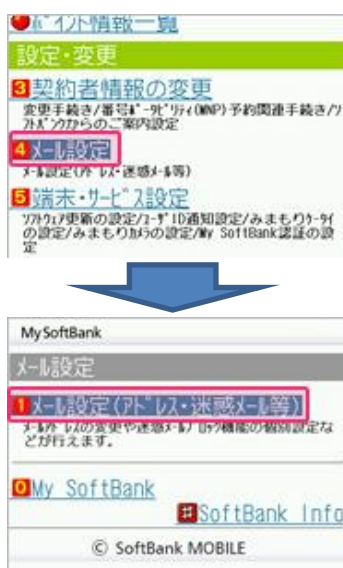 ポイント情報一覧
設定・変更
3契約者情報の変更
変更手続き/番号ポータビリティ(MNP)予約関連手続き/ソ
フトバンクからのご案内設定
4メール設定
メール設定(アドレス・迷惑メール等)
5端末・サービス設定
ソフトウェア更新の設定/ユーザID通知設定/みまもりケータイ
の設定/みまもりカメラの設定/My SoftBank認証の設
定
My SoftBank
メール設定
1メール設定(アドレス・迷惑メール等)
メールアドレスの変更や迷惑メールブロック機能の個別設定な
どが行えます。
0My SoftBank
#SoftBank Info
© SoftBank MOBILE